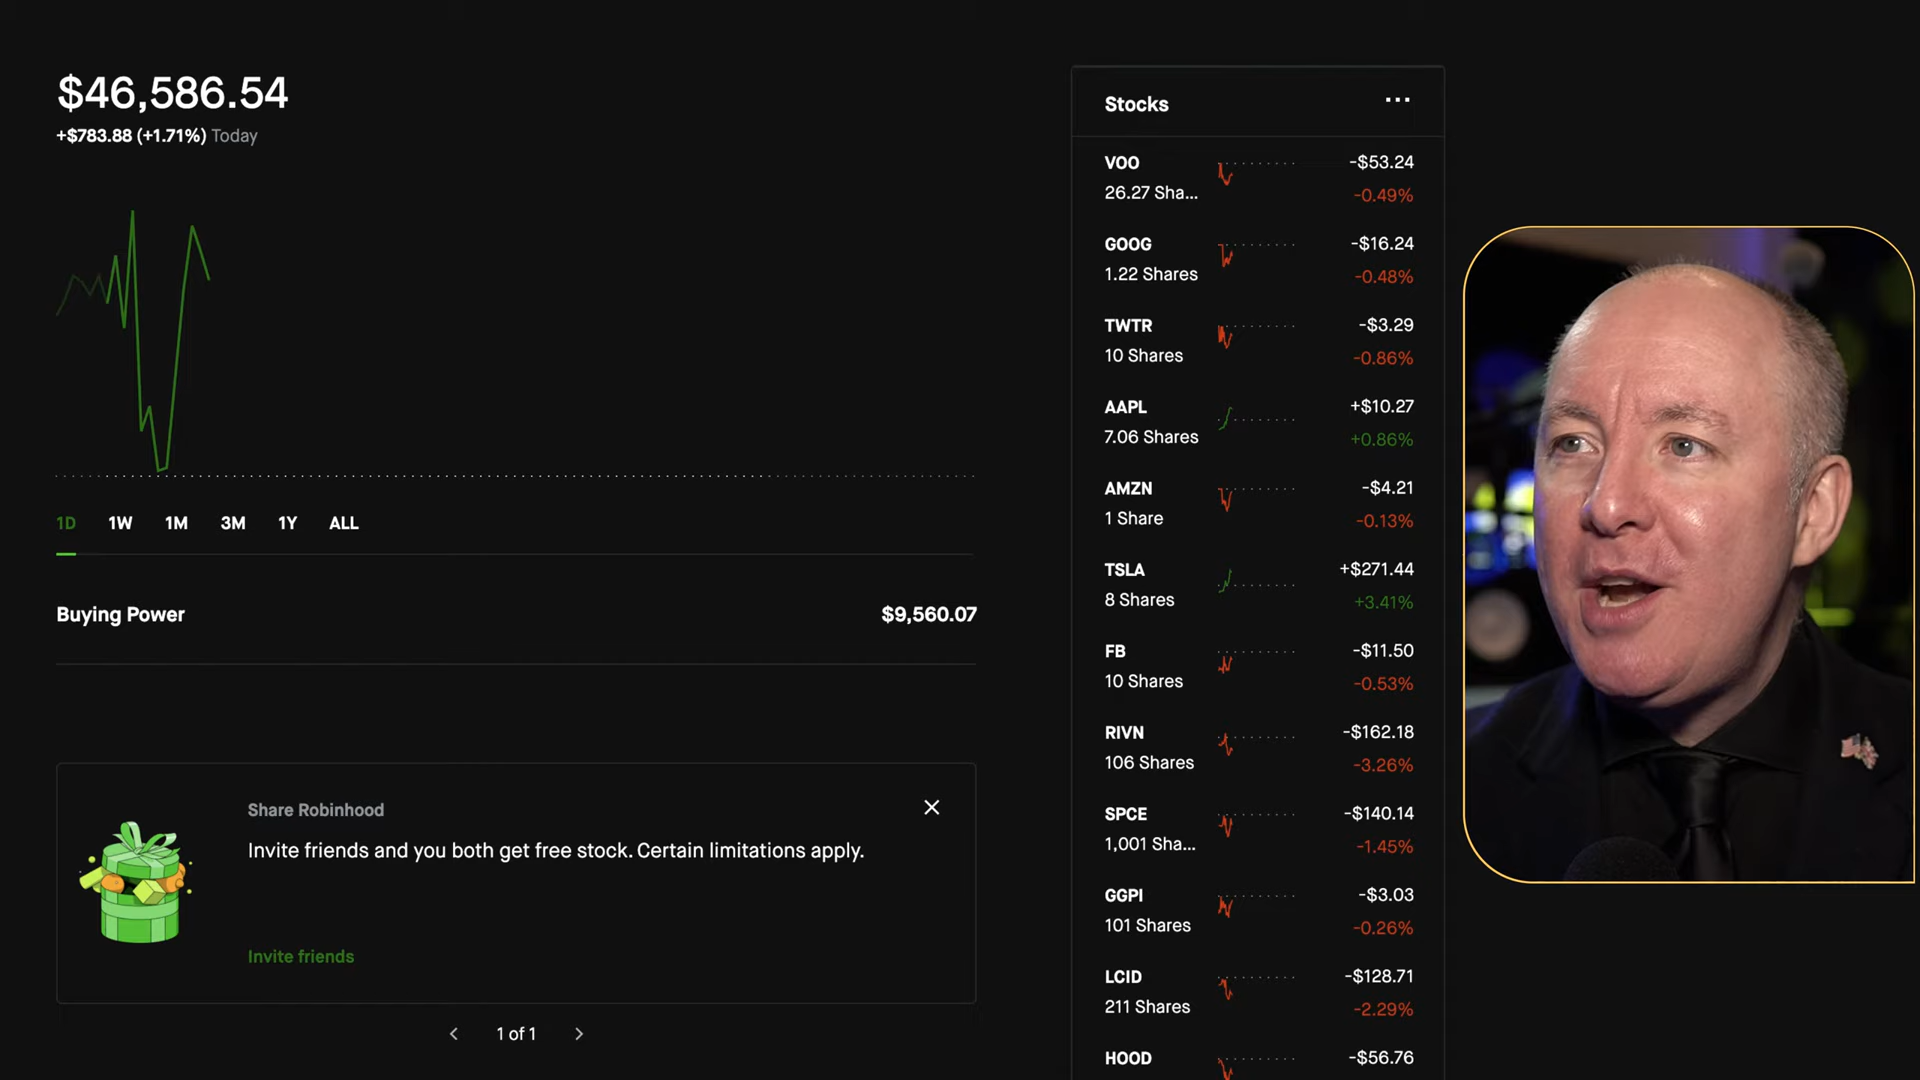 $46,586.54
+$783.88 (+1.71%) Today
1D 1W 1M 3M 1Y ALL
Buying Power $9,560.07
Share Robinhood
Invite friends and you both get free stock. Certain limitations apply.
Invite friends
1 of 1
Stocks
VOO -$53.24
26.27 Sha... -0.49%
GOOG -$16.24
1.22 Shares -0.48%
TWTR -$3.29
10 Shares -0.86%
AAPL +$10.27
7.06 Shares +0.86%
AMZN -$4.21
1 Share -0.13%
TSLA +$271.44
8 Shares +3.41%
FB -$11.50
10 Shares -0.53%
RIVN -$162.18
106 Shares -3.26%
SPCE -$140.14
1,001 Sha... -1.45%
GGPI -$3.03
101 Shares -0.26%
LCID -$128.71
211 Shares -2.29%
HOOD -$56.76